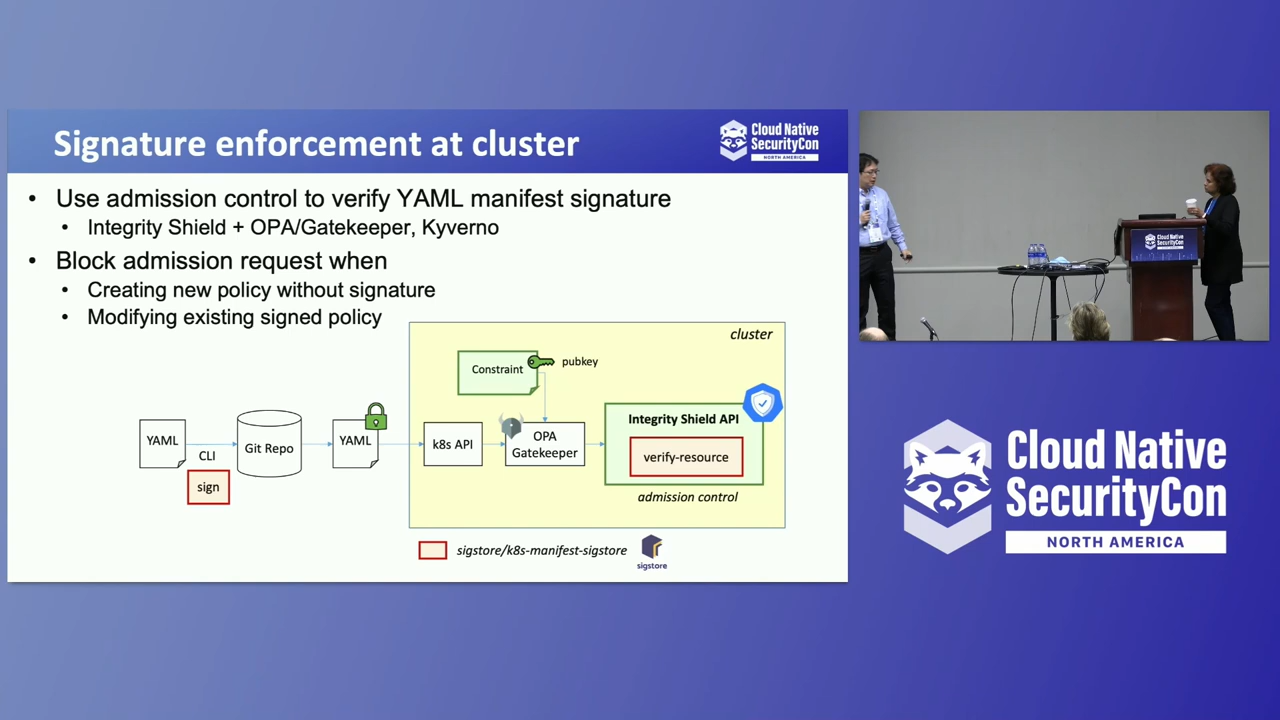 Signature enforcement at cluster
Cloud Native
SecurityCon
NORTH AMERICA
• Use admission control to verify YAML manifest signature
• Integrity Shield + OPA/Gatekeeper, Kyverno
• Block admission request when
• Creating new policy without signature
• Modifying existing signed policy
cluster
Constraint
pubkey
YAML
CLI
sign
Git Repo
YAML
k8s API
OPA
Gatekeeper
Integrity Shield API
verify-resource
admission control
sigstore/k8s-manifest-sigstore
sigstore
Cloud Native
SecurityCon
Cloud Native
SecurityCon
NORTH AMERICA